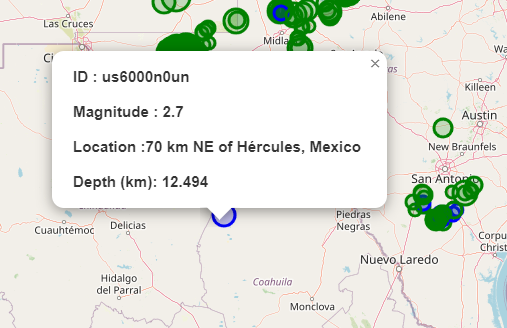 Las Cruces
Abilene
Midla
Ci
×
ID : us6000n0un
Magnitude : 2.7
Location :70 km NE of Hércules, Mexico
Depth (km): 12.494
Killeen
Austin
New Braunfels
San Antonio
Cuauhtémoc
Delicias
Piedras
Negras
Corpus
Christ
Nuevo Laredo
Hidalgo
del Parral
Coahuila
Monclova